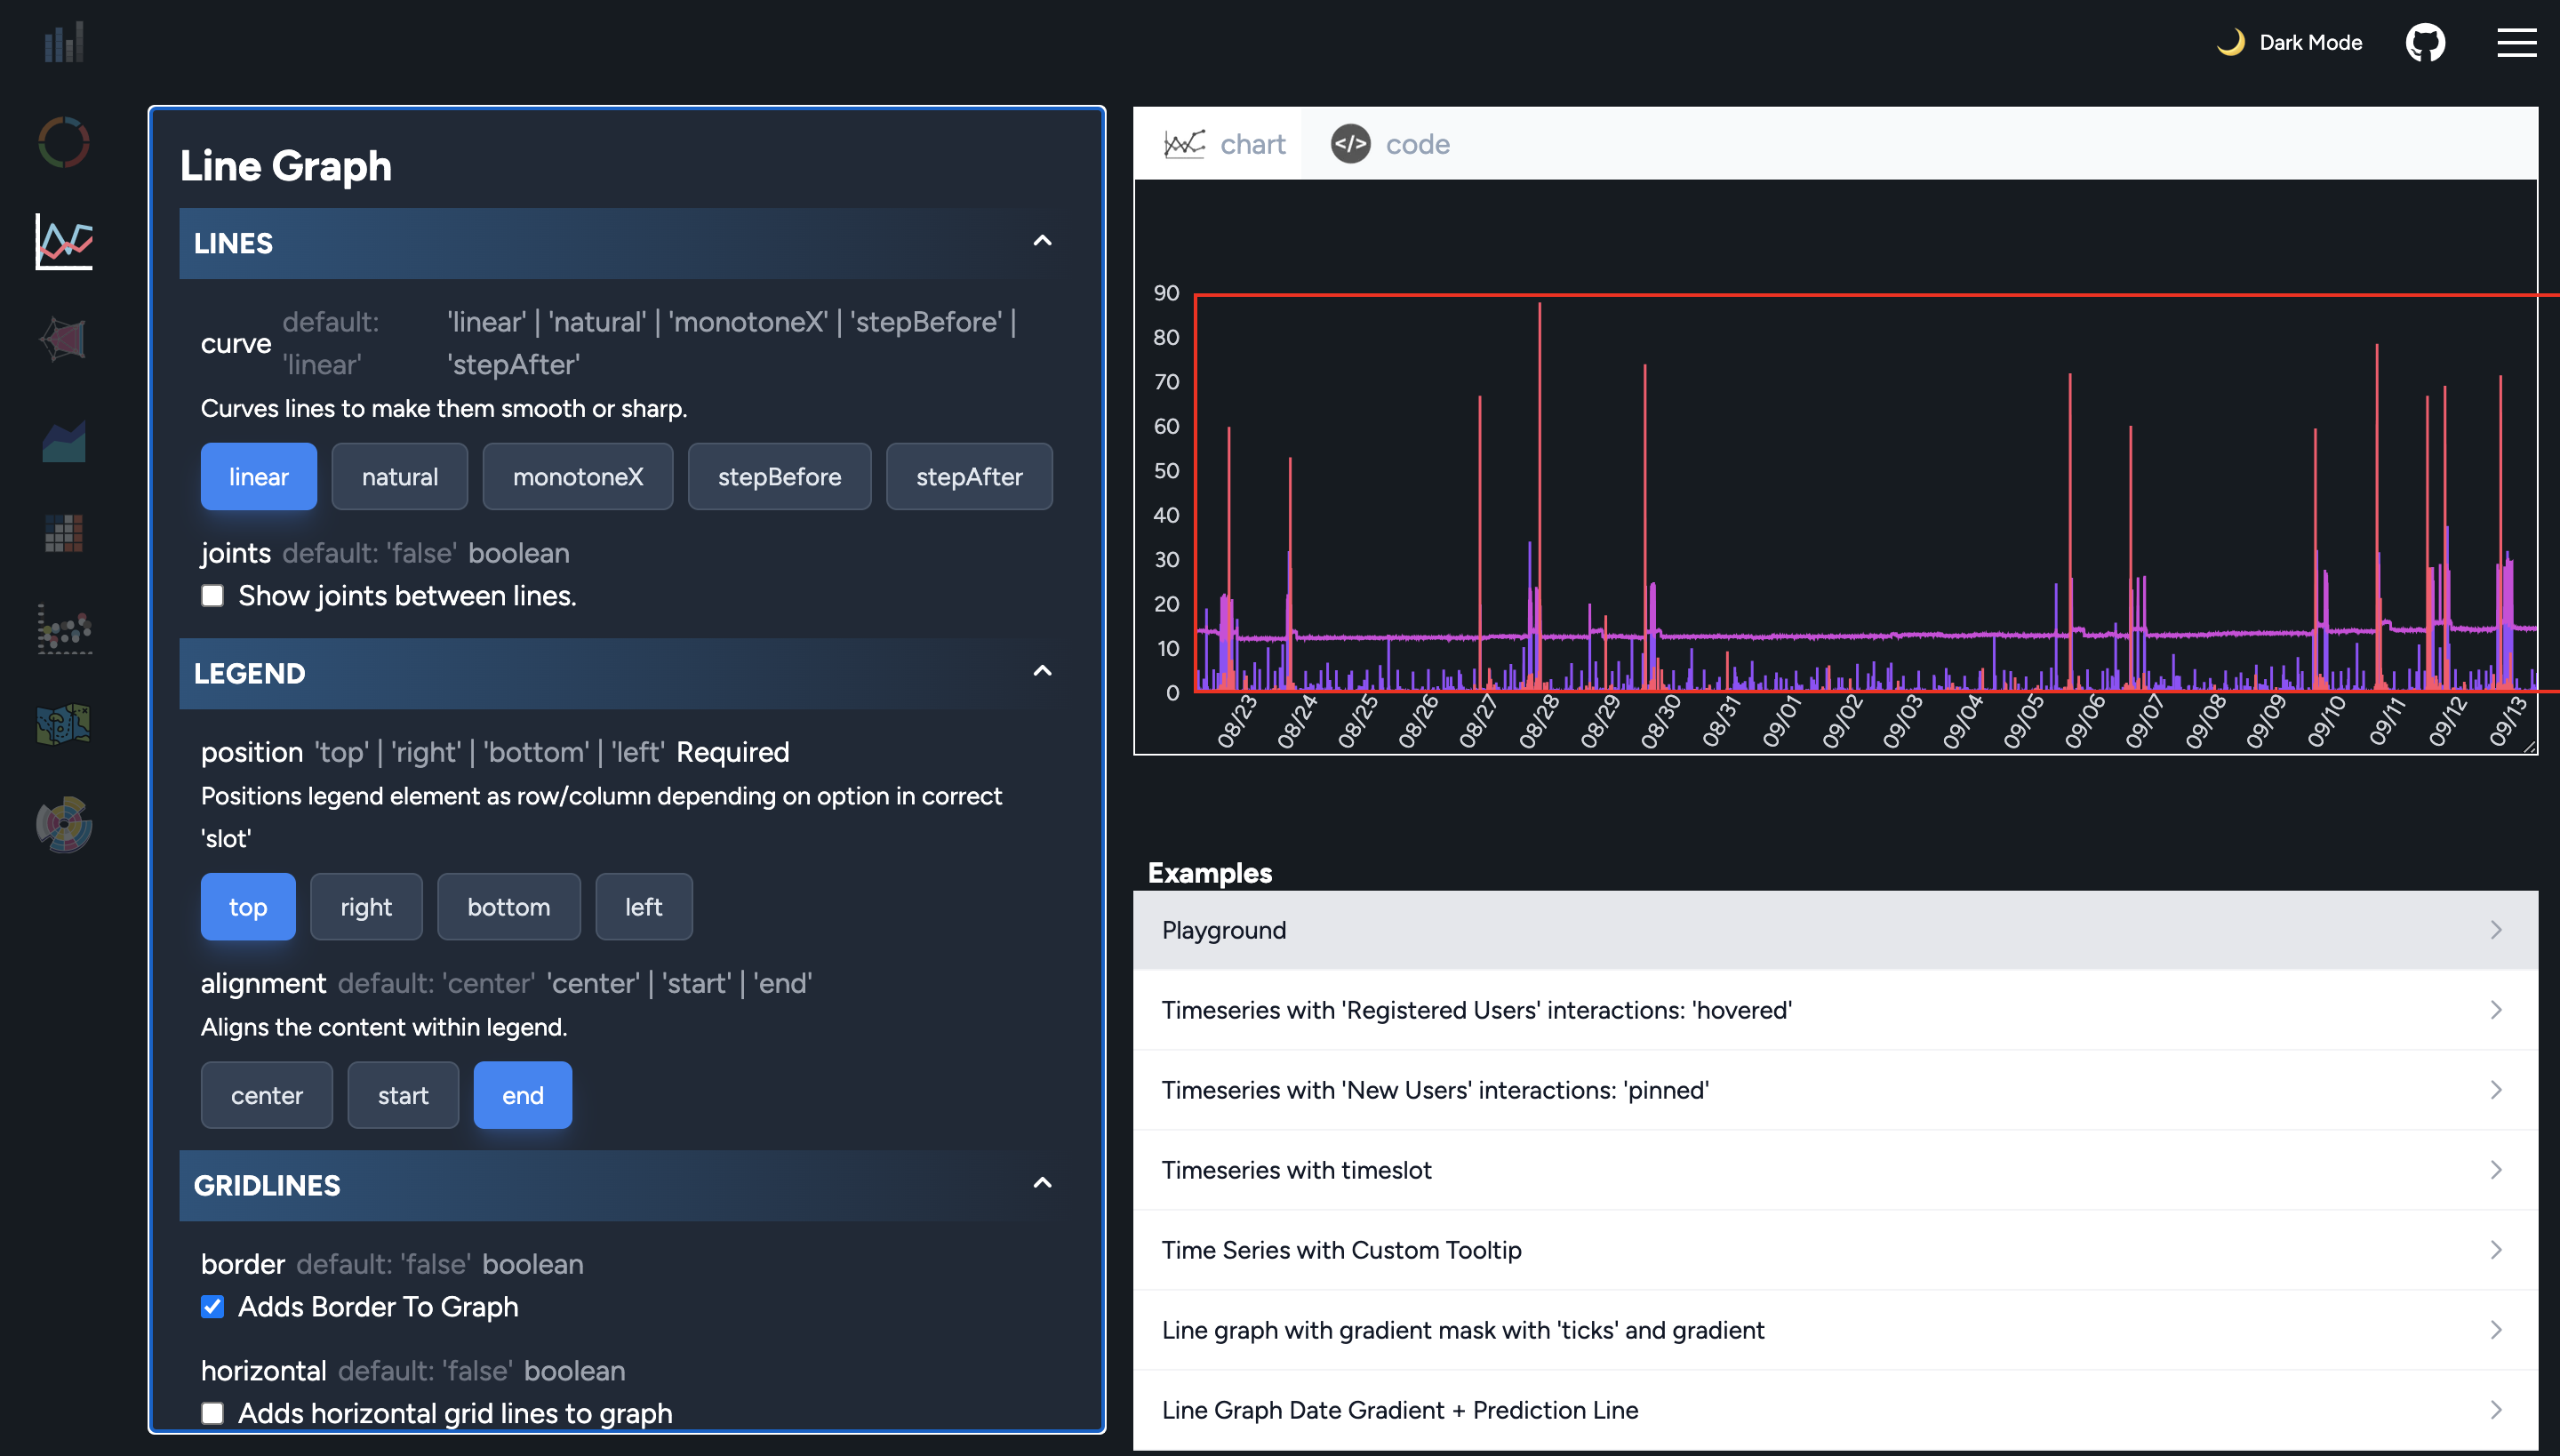 Dark Mode
Line Graph
LINES
curve default: 'linear' 'linear' | 'natural' | 'monotoneX' | 'stepBefore' | 'stepAfter'
Curves lines to make them smooth or sharp.
linear natural monotoneX stepBefore stepAfter
joints default: 'false' boolean
Show joints between lines.
LEGEND
position 'top' | 'right' | 'bottom' | 'left' Required
Positions legend element as row/column depending on option in correct
'slot'
top right bottom left
alignment default: 'center' 'center' | 'start' | 'end'
Aligns the content within legend.
center start end
GRIDLINES
border default: 'false' boolean
Adds Border To Graph
horizontal default: 'false' boolean
Adds horizontal grid lines to graph
chart </> code
90
80
70
60
50
40
30
20
10
0
08/23 08/24 08/25 08/26 08/27 08/28 08/29 08/30 08/31 09/01 09/02 09/03 09/04 09/05 09/06 09/07 09/08 09/09 09/10 09/11 09/12 09/13
Examples
Playground
Timeseries with 'Registered Users' interactions: 'hovered'
Timeseries with 'New Users' interactions: 'pinned'
Timeseries with timeslot
Time Series with Custom Tooltip
Line graph with gradient mask with 'ticks' and gradient
Line Graph Date Gradient + Prediction Line